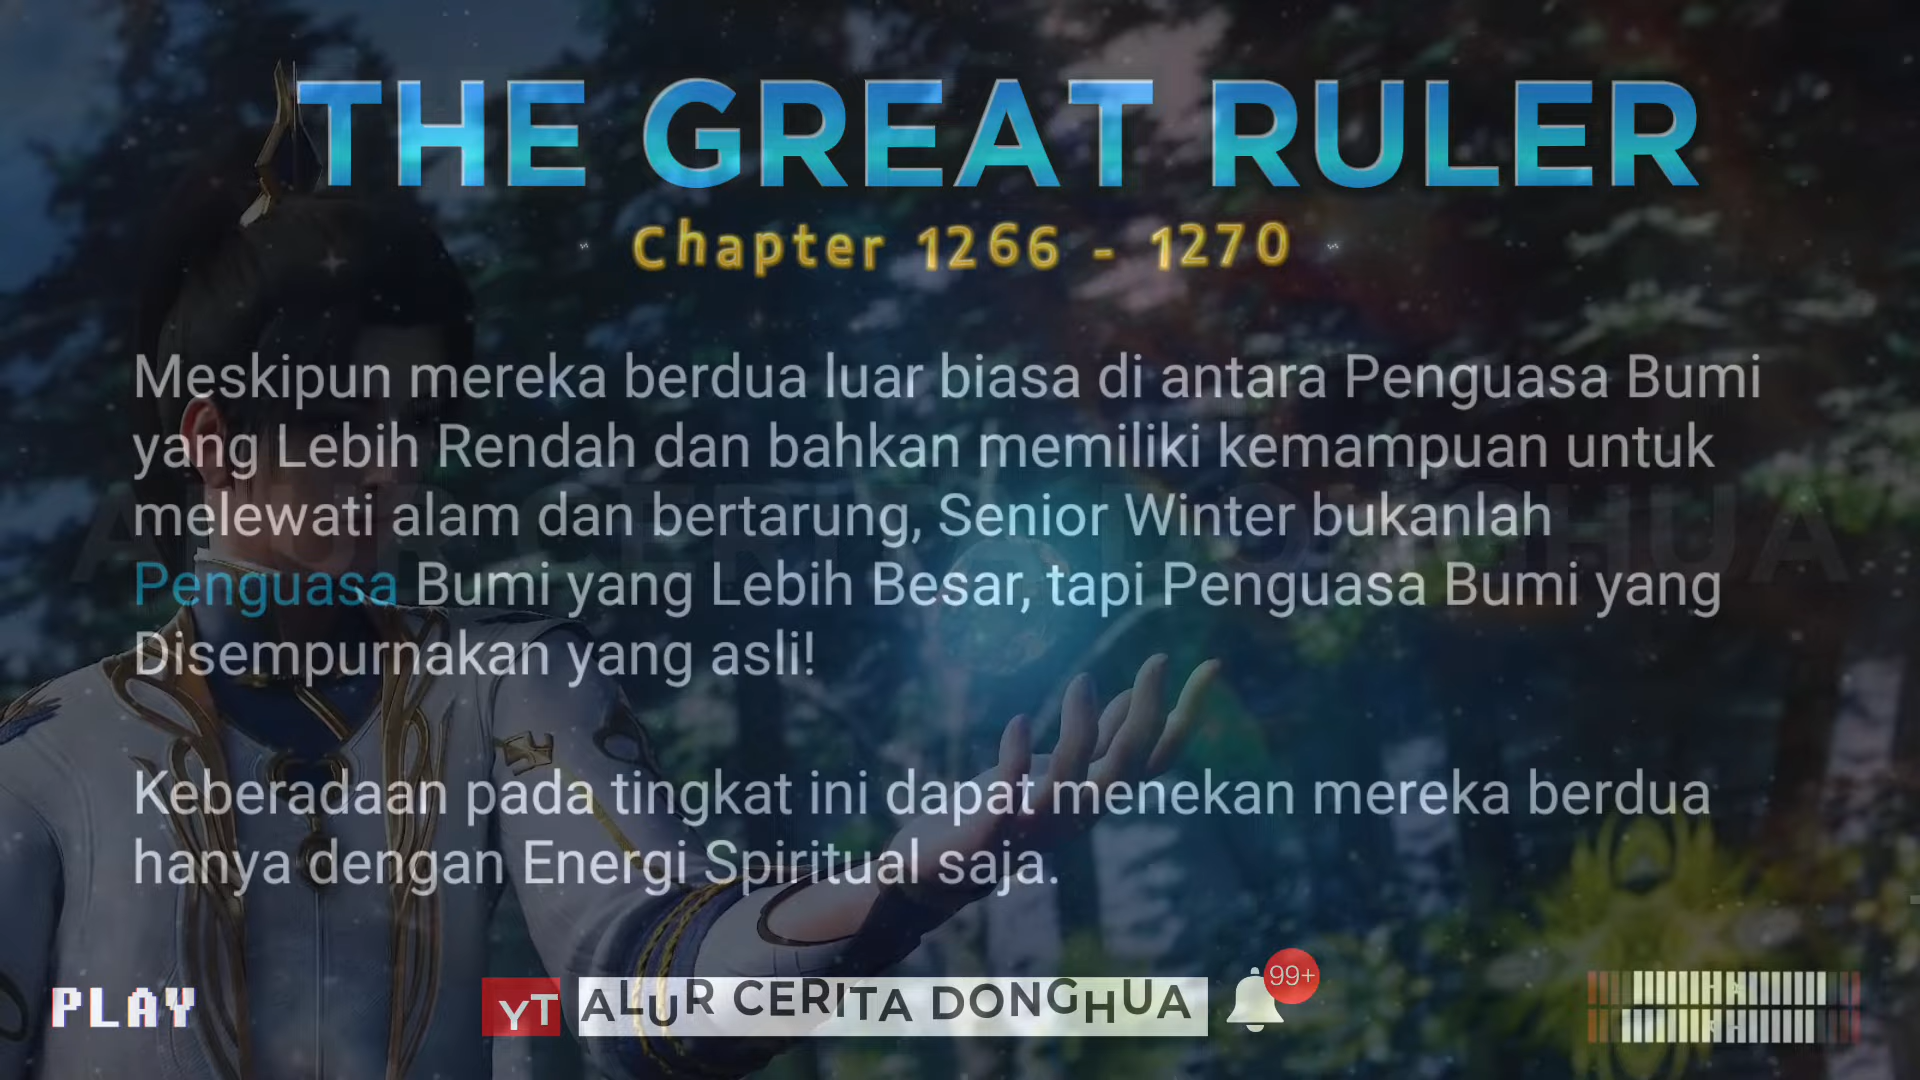 THE GREAT RULER
Chapter 1266 - 1270
Meskipun mereka berdua luar biasa di antara Penguasa Bumi
yang Lebih Rendah dan bahkan memiliki kemampuan untuk
melewati alam dan bertarung, Senior Winter bukanlah
Penguasa Bumi yang Lebih Besar, tapi Penguasa Bumi yang
Disempurnakan yang asli!
Keberadaan pada tingkat ini dapat menekan mereka berdua
hanya dengan Energi Spiritual saja.
ALUR CERITA DONGHUA
PLAY
YT ALUR CERITA DONGHUA 99+